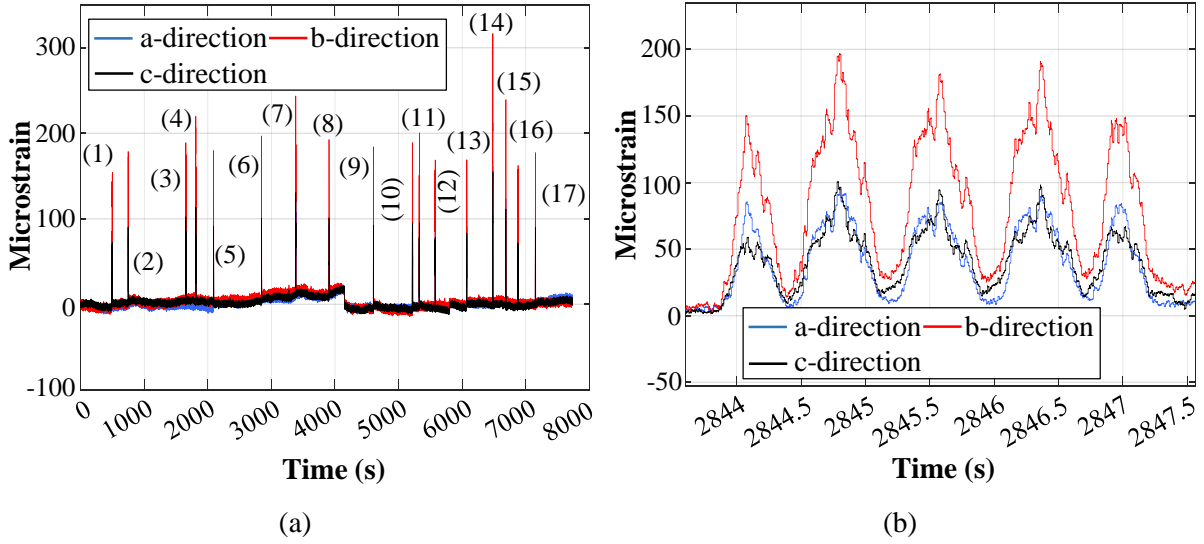 a-direction b-direction
c-direction
Microstrain
300
200
100
0
-100
(1)
(2)
(3)
(4)
(5)
(6)
(7)
(8)
(9)
(10)
(11)
(12)
(13)
(14)
(15)
(16)
(17)
0 1000 2000 3000 4000 5000 6000 7000 8000
Time (s)
(a)
Microstrain
200
150
100
50
0
-50
a-direction b-direction
c-direction
2844 2844.5 2845 2845.5 2846 2846.5 2847 2847.5
Time (s)
(b)